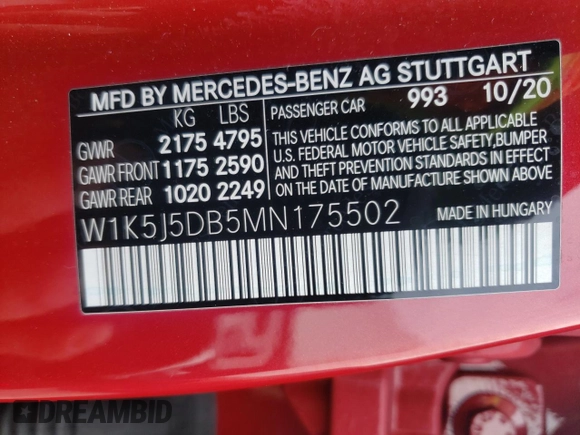 MFD BY MERCEDES-BENZ AG STUTTGART
KG LBS
PASSENGER CAR 993 10/20
GVWR 2175 4795
GAWR FRONT 1175 2590
GAWR REAR 1020 2249
THIS VEHICLE CONFORMS TO ALL APPLICABLE
U.S. FEDERAL MOTOR VEHICLE SAFETY,BUMPER
AND THEFT PREVENTION STANDARDS IN EFFECT
ON THE DATE OF MANUFACTURE SHOWN ABOVE.
W1K5J5DB5MN175502
MADE IN HUNGARY
DREAMBID